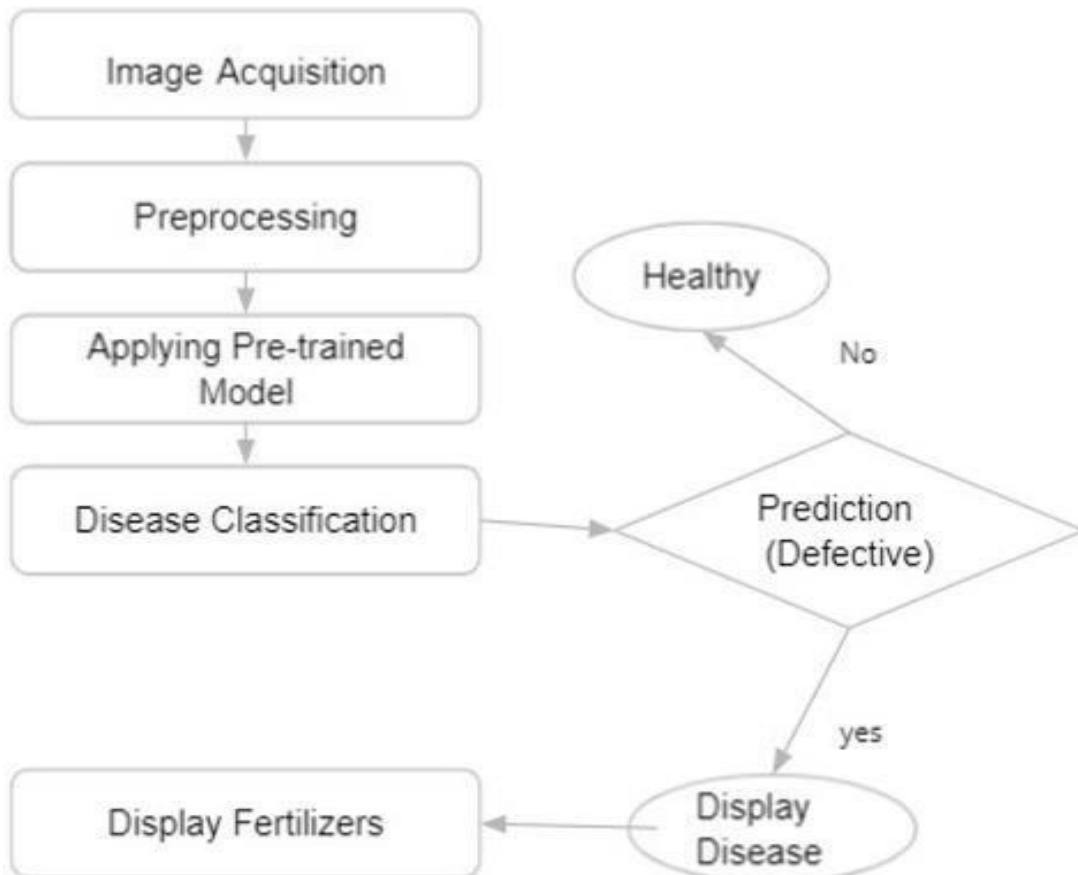 Image Acquisition
Preprocessing
Applying Pre-trained
Model
Disease Classification
Prediction
(Defective)
No
Healthy
yes
Display
Disease
Display Fertilizers